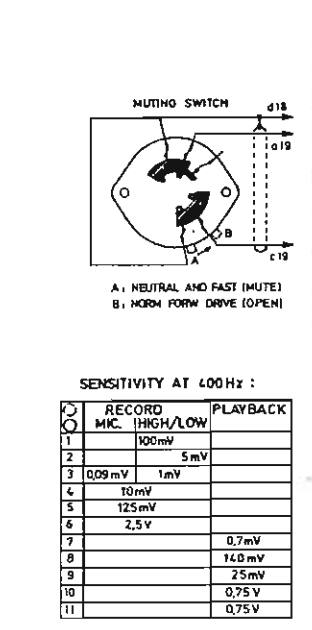 MUTING SWITCH
d18
a19
B
A
c19
A: NEUTRAL AND FAST (MUTE)
B: NORM FORW DRIVE (OPEN)
SENSITIVITY AT 400Hz :
RECORD PLAYBACK
MIC. HIGH/LOW
1 100mV
2 5mV
3 0,09mV 1mV
4 10mV
5 125mV
6 2,5V
7 0,7mV
8 140mV
9 25mV
10 0,75V
11 0,75V